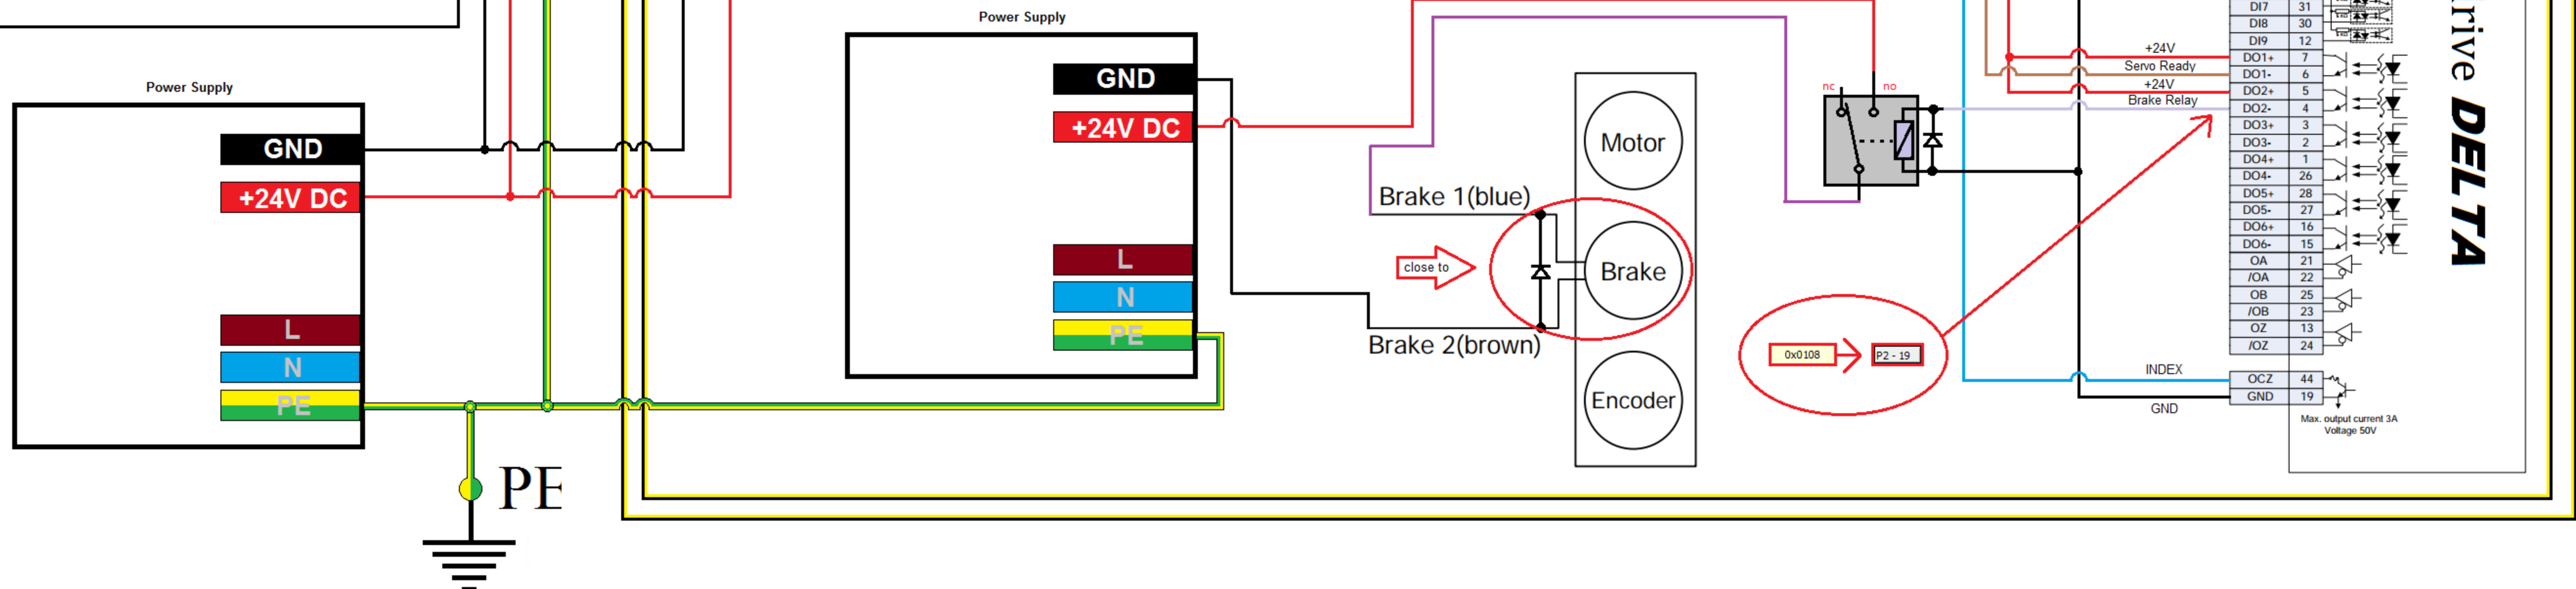 Power Supply
GND
+24V DC
L
N
PE
PE
Power Supply
GND
+24V DC
L
N
PE
close to
Brake 1(blue)
Brake 2(brown)
Motor
Brake
Encoder
nc
no
0x0108
P2 - 19
+24V
Servo Ready
+24V
Brake Relay
INDEX
GND
DI7 31
DI8 30
DI9 12
DO1+ 7
DO1- 6
DO2+ 5
DO2- 4
DO3+ 3
DO3- 2
DO4+ 1
DO4- 26
DO5+ 28
DO5- 27
DO6+ 16
DO6- 15
OA 21
/OA 22
OB 25
/OB 23
OZ 13
/OZ 24
OCZ 44
GND 19
Max. output current 3A
Voltage 50V
rive DELTA